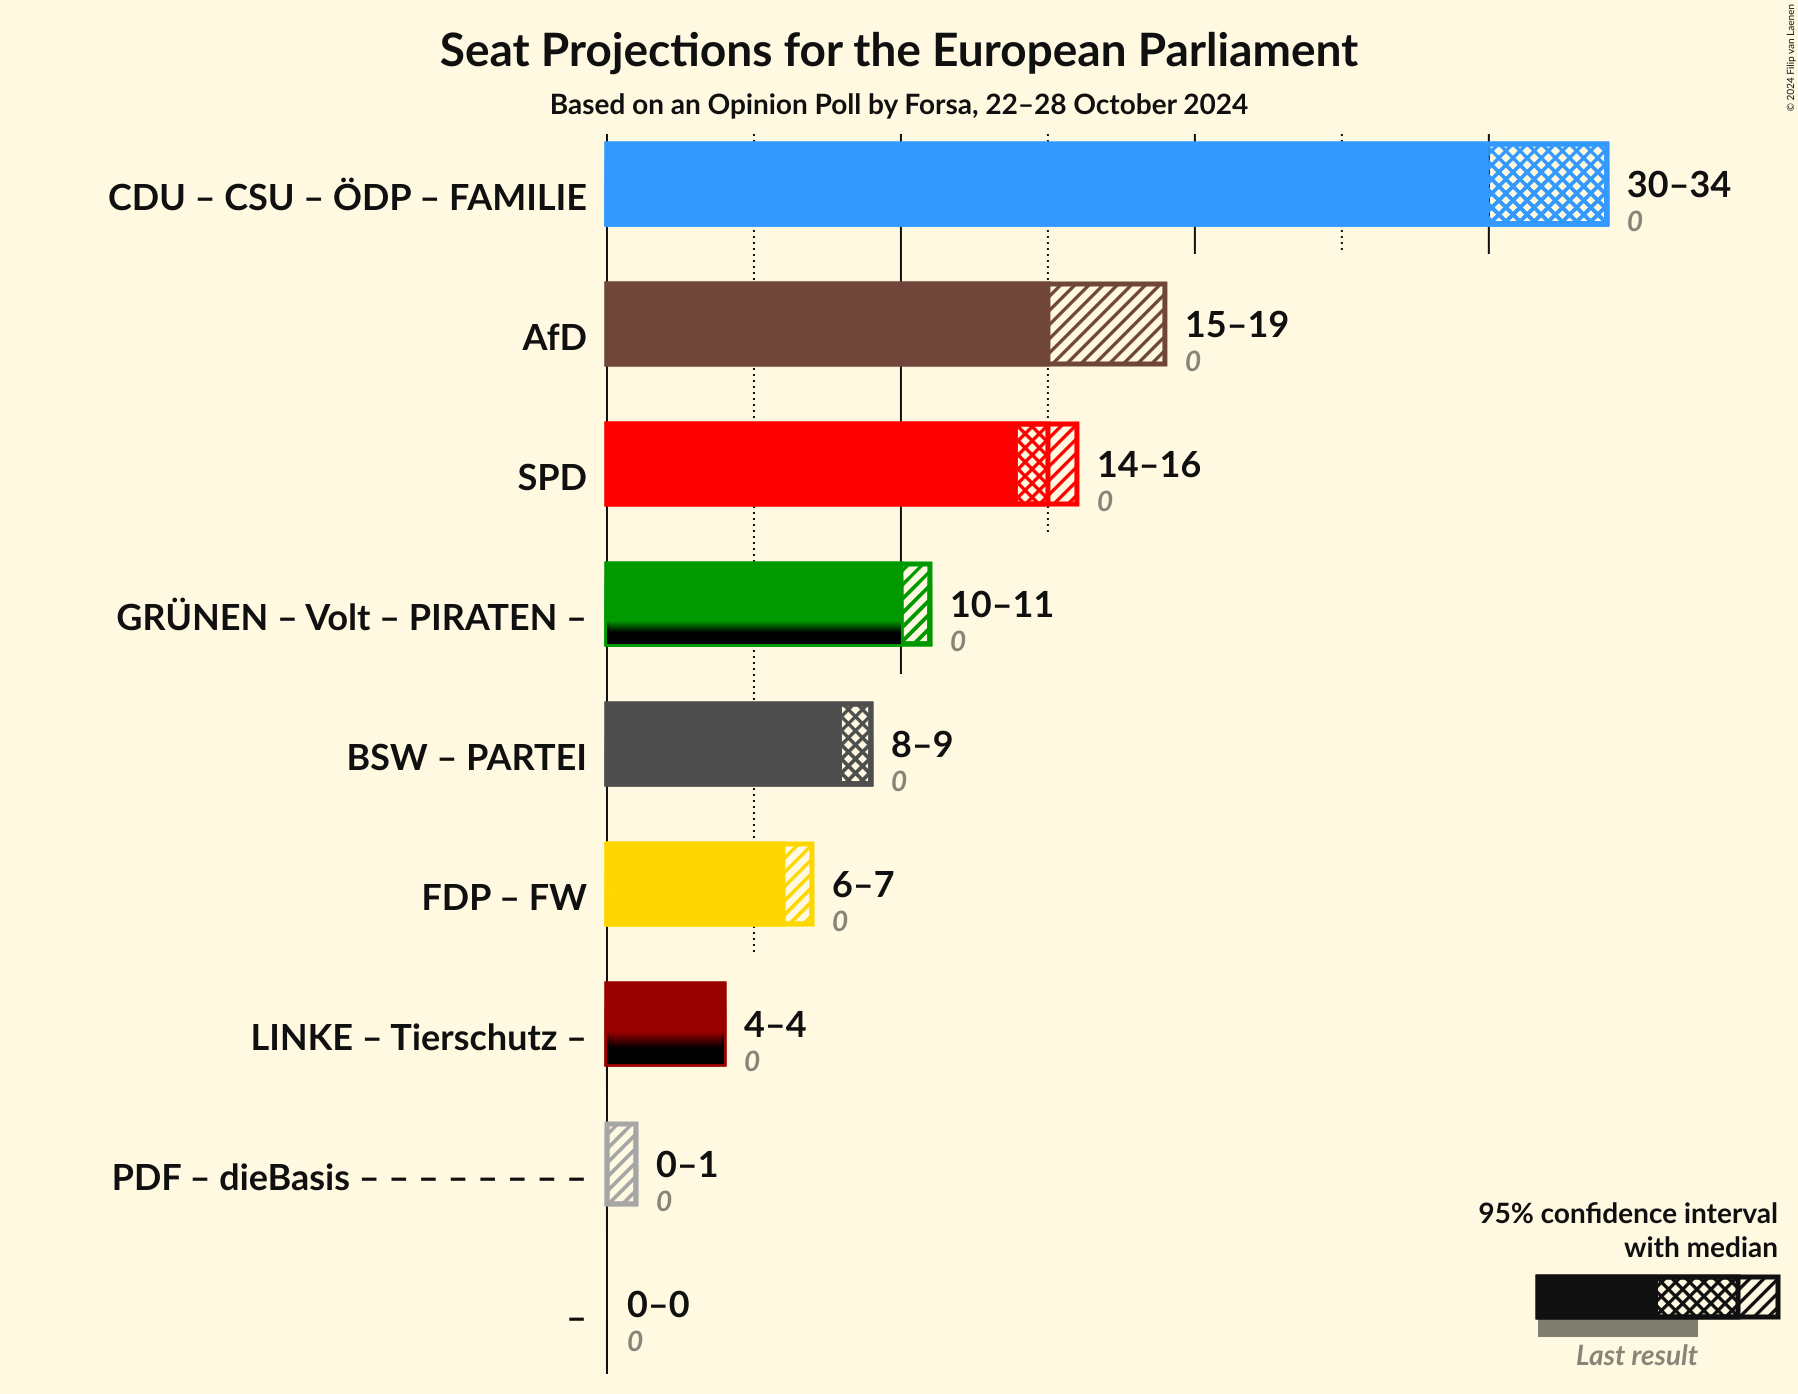 Seat Projections for the European Parliament
Based on an Opinion Poll by Forsa, 22–28 October 2024
© 2024 Filip van Laenen
CDU – CSU – ÖDP – FAMILIE
30–34
0
AfD
15–19
0
SPD
14–16
0
GRÜNEN – Volt – PIRATEN –
10–11
0
BSW – PARTEI
8–9
0
FDP – FW
6–7
0
LINKE – Tierschutz –
4–4
0
PDF – dieBasis – – – – – – – –
0–1
0
–
0–0
0
95% confidence interval
with median
Last result